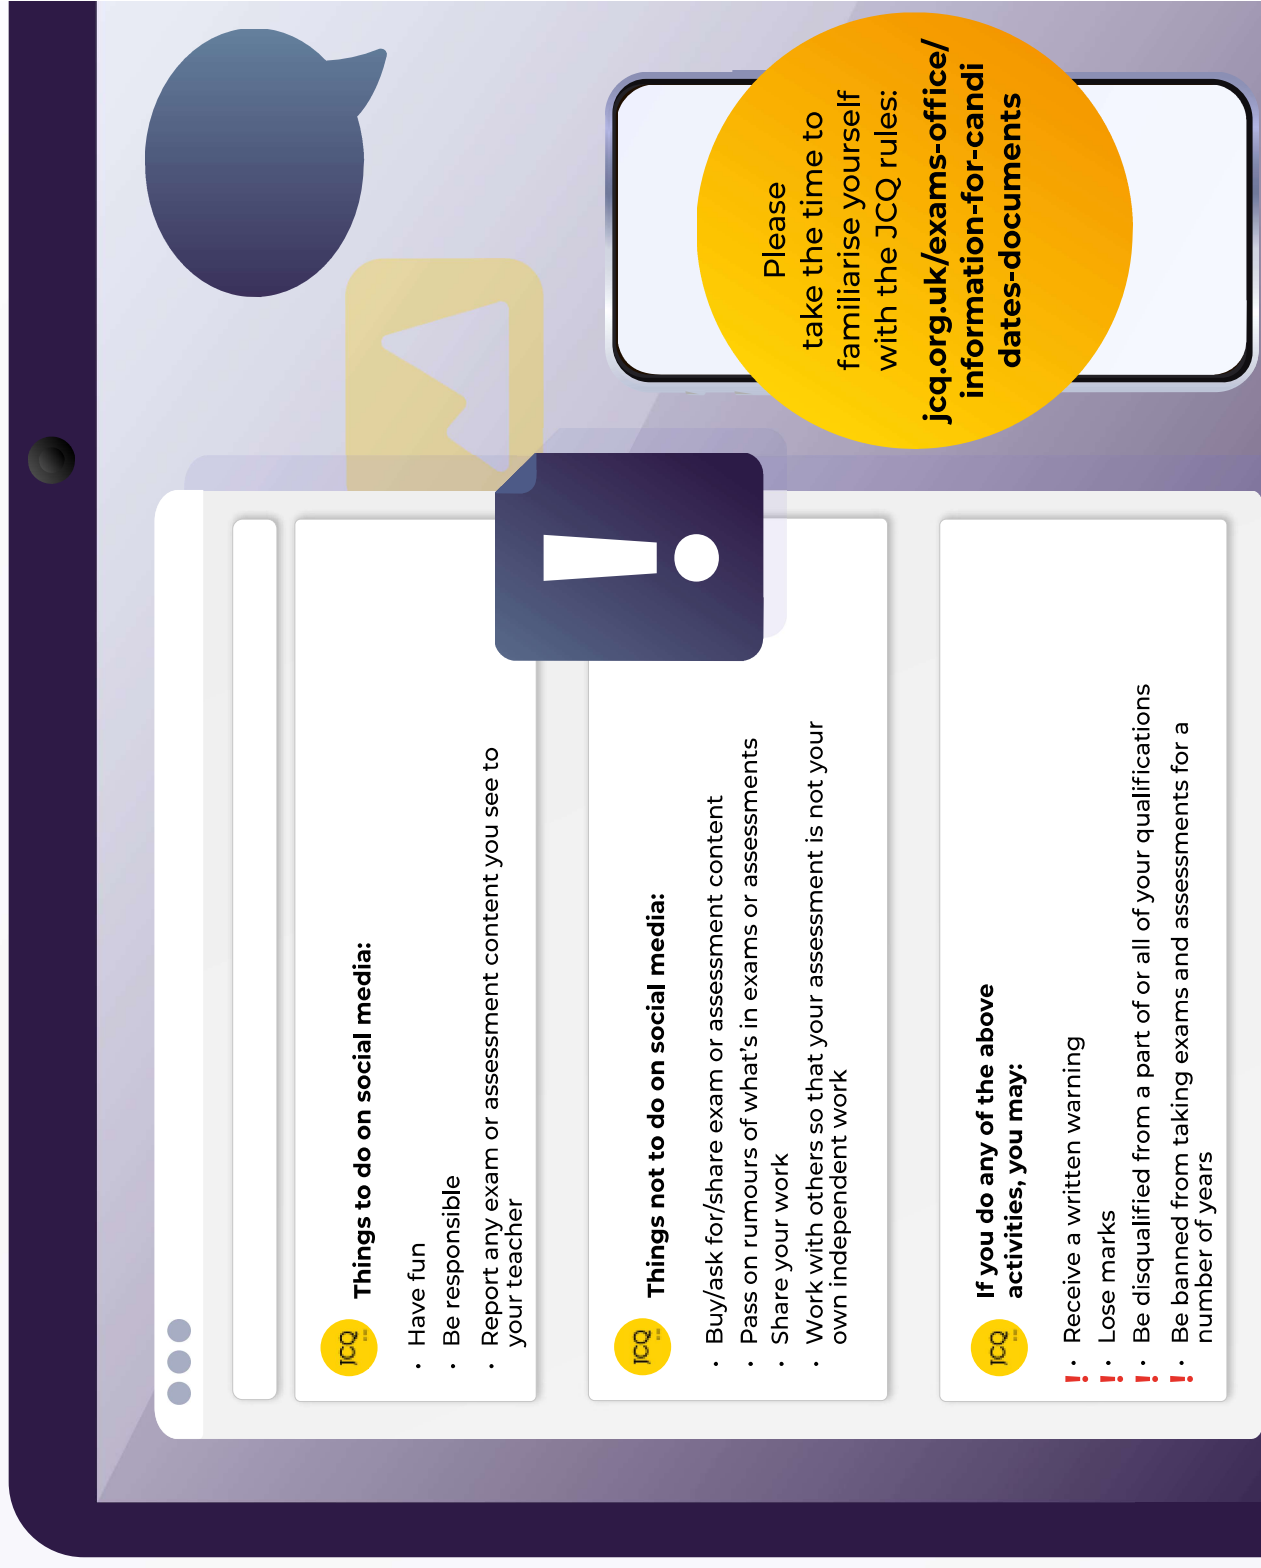 JCQ
Things to do on social media:
· Have fun
· Be responsible
· Report any exam or assessment content you see to
your teacher
JCQ
Things not to do on social media:
· Buy/ask for/share exam or assessment content
· Pass on rumours of what’s in exams or assessments
· Share your work
· Work with others so that your assessment is not your
own independent work
JCQ
If you do any of the above
activities, you may:
! · Receive a written warning
! · Lose marks
! · Be disqualified from a part of or all of your qualifications
! · Be banned from taking exams and assessments for a
number of years
!
Please
take the time to
familiarise yourself
with the JCQ rules:
jcq.org.uk/exams-office/
information-for-candi
dates-documents